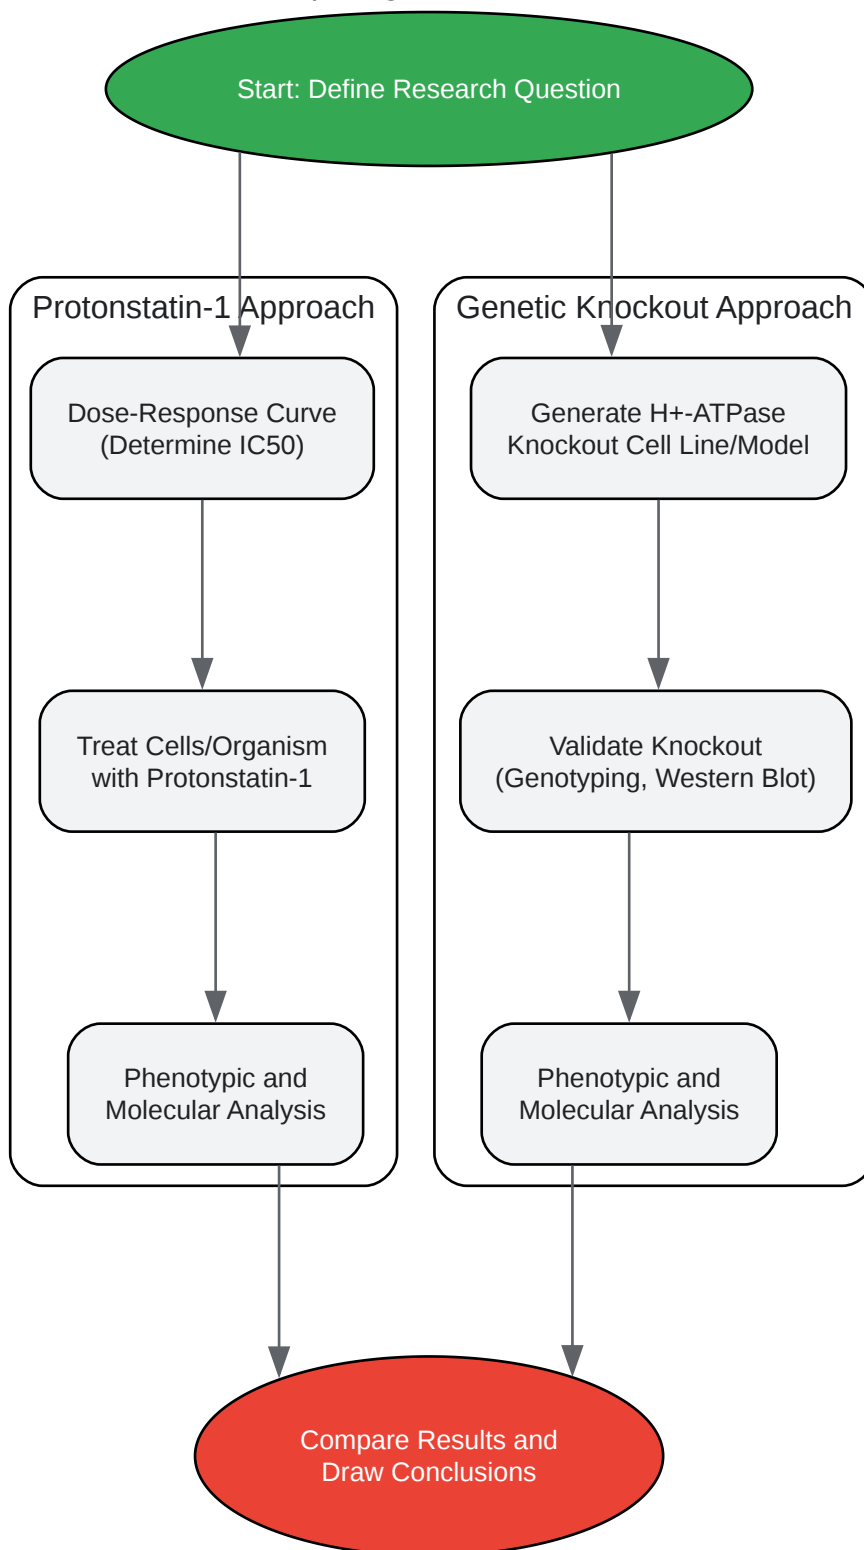 Start: Define Research Question
Protonstatin-1 Approach
Dose-Response Curve
(Determine IC50)
Treat Cells/Organism
with Protonstatin-1
Phenotypic and
Molecular Analysis
Genetic Knockout Approach
Generate H+-ATPase
Knockout Cell Line/Model
Validate Knockout
(Genotyping, Western Blot)
Phenotypic and
Molecular Analysis
Compare Results and
Draw Conclusions